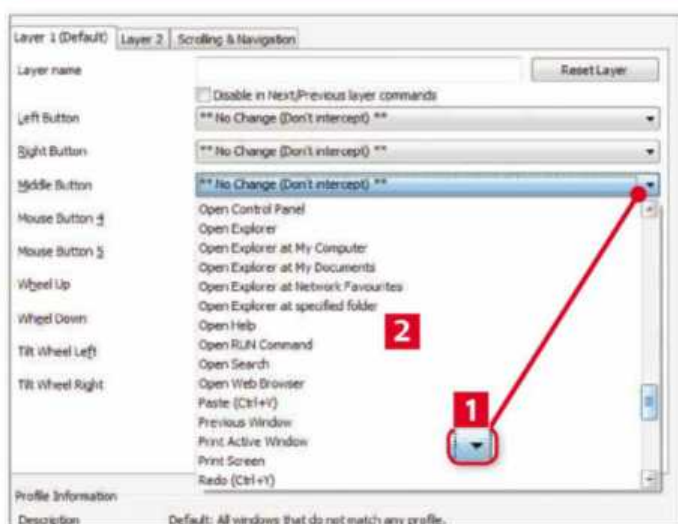 Layer 1 (Default) Layer 2 Scrolling & Navigation
Layer name Reset Layer
Disable in Next/Previous layer commands
Left Button ** No Change (Don't intercept) **
Right Button ** No Change (Don't intercept) **
Middle Button ** No Change (Don't intercept) **
Mouse Button 4
Mouse Button 5
Wheel Up
Wheel Down
Tilt Wheel Left
Tilt Wheel Right
Open Control Panel
Open Explorer
Open Explorer at My Computer
Open Explorer at My Documents
Open Explorer at Network Favourites
Open Explorer at specified folder
Open Help
Open RUN Command
Open Search
Open Web Browser
Paste (Ctrl+V)
Previous Window
Print Active Window
Print Screen
Redo (Ctrl+Y)
2
1
Profile Information
Description Default: All windows that do not match any profile.